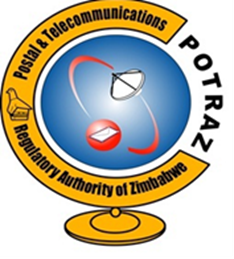 Postal & Telecommunications
Regulatory Authority of Zimbabwe
POTRAZ